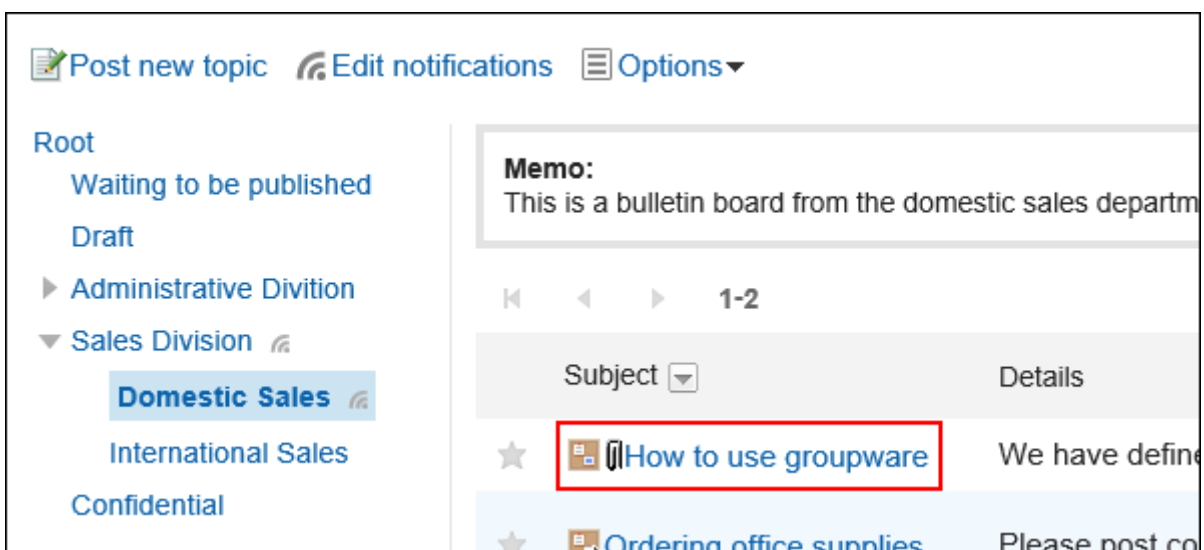 Post new topic Edit notifications Options
Root
Waiting to be published
Draft
Administrative Divition
Sales Division
Domestic Sales
International Sales
Confidential
Memo:
This is a bulletin board from the domestic sales departm
1-2
Subject Details
How to use groupware We have define
Ordering office supplies Please post co